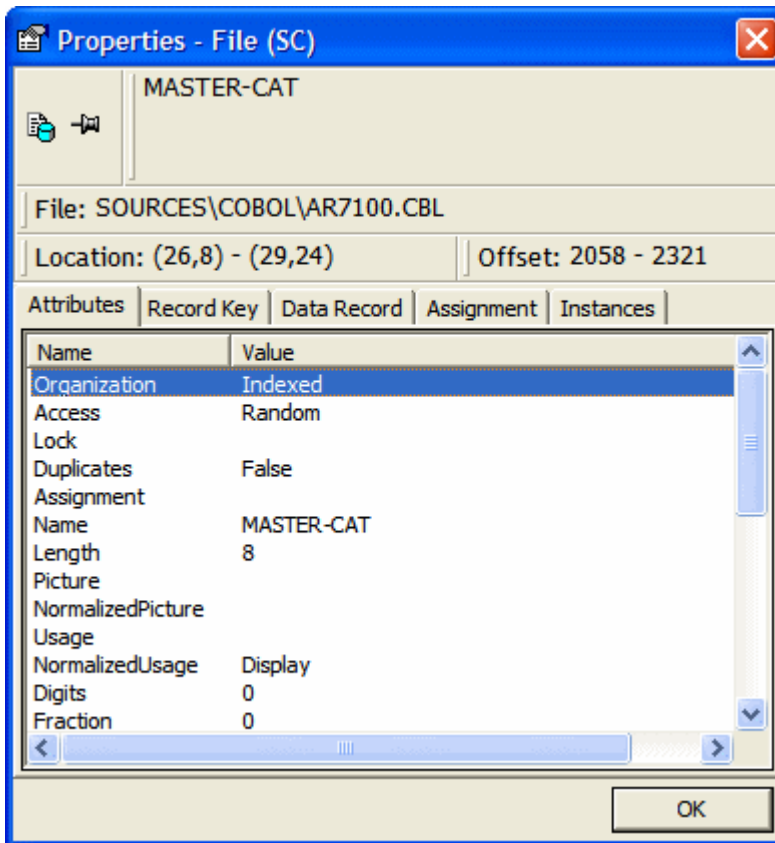 Properties - File (SC)
MASTER-CAT
File: SOURCES\COBOL\AR7100.CBL
Location: (26,8) - (29,24) Offset: 2058 - 2321
Attributes Record Key Data Record Assignment Instances
Name Value
Organization Indexed
Access Random
Lock
Duplicates False
Assignment
Name MASTER-CAT
Length 8
Picture
NormalizedPicture
Usage
NormalizedUsage Display
Digits 0
Fraction 0
OK